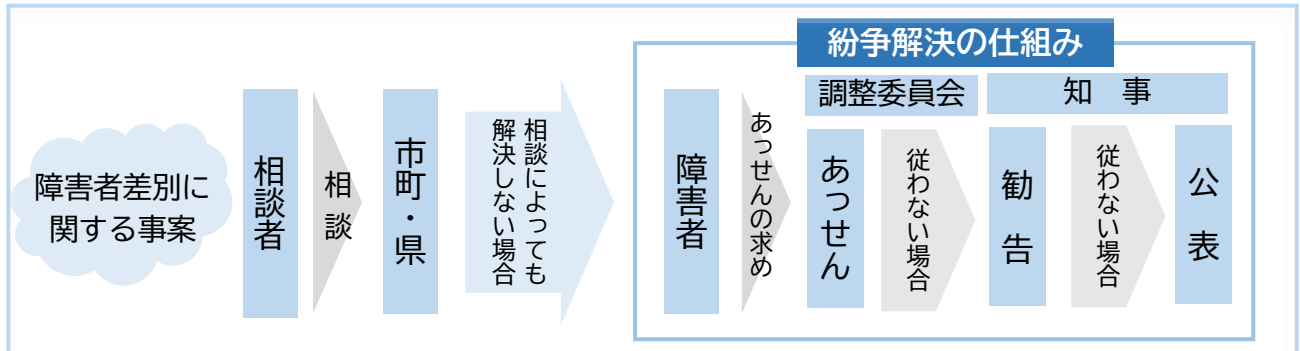 紛争解決の仕組み
障害者差別に
関する事案
相談者
相談
市町・県
相談によっても
解決しない場合
障害者
あっせんの求め
調整委員会
あっせん
従わない場合
知　事
勧告
従わない場合
公表